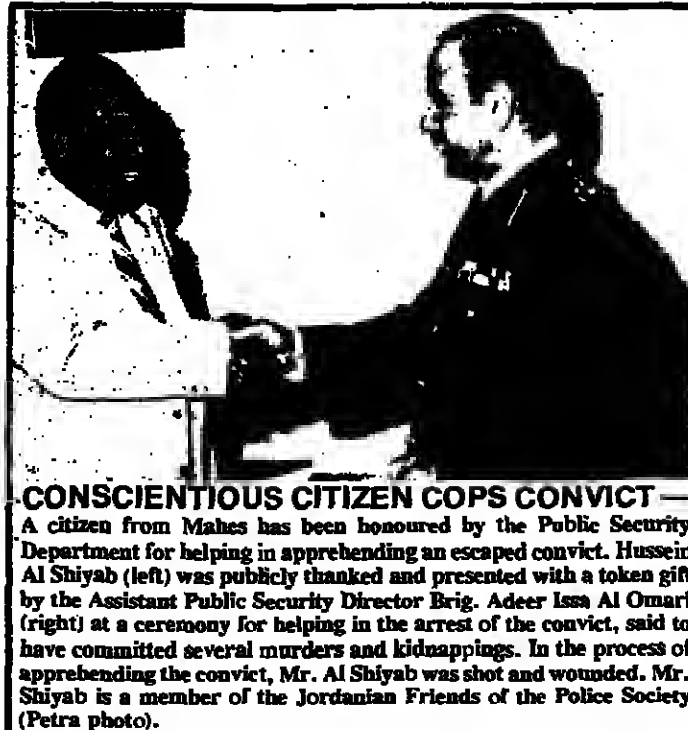 CONSCIENTIOUS CITIZEN COPS CONVICT —
A citizen from Mahes has been honoured by the Public Security
Department for helping in apprehending an escaped convict. Hussein
Al Shiyab (left) was publicly thanked and presented with a token gift
by the Assistant Public Security Director Brig. Adeer Issa Al Omari
(right) at a ceremony for helping in the arrest of the convict, said to
have committed several murders and kidnappings. In the process of
apprehending the convict, Mr. Al Shiyab was shot and wounded. Mr.
Shiyab is a member of the Jordanian Friends of the Police Society
(Petra photo).